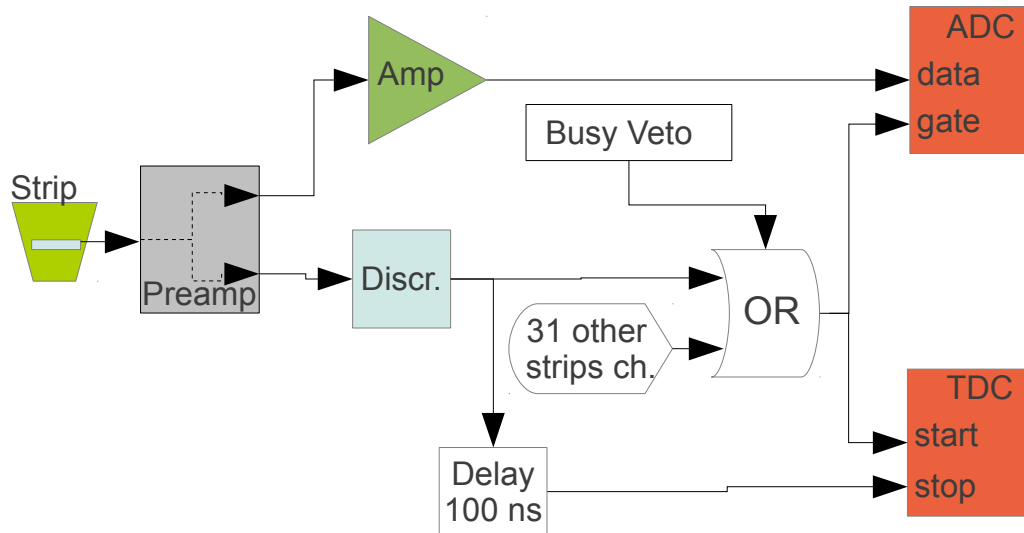 ADC
Amp
data
gate
Busy Veto
Strip
Preamp
Discr.
OR
31 other
strips ch.
TDC
start
stop
Delay
100 ns